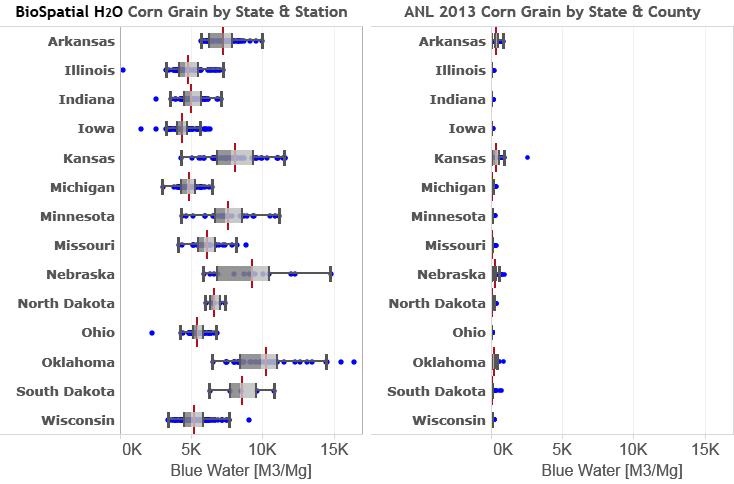 BioSpatial H2O Corn Grain by State & Station
Arkansas
Illinois
Indiana
Iowa
Kansas
Michigan
Minnesota
Missouri
Nebraska
North Dakota
Ohio
Oklahoma
South Dakota
Wisconsin
0K 5K 10K 15K
Blue Water [M3/Mg]
ANL 2013 Corn Grain by State & County
Arkansas
Illinois
Indiana
Iowa
Kansas
Michigan
Minnesota
Missouri
Nebraska
North Dakota
Ohio
Oklahoma
South Dakota
Wisconsin
0K 5K 10K 15K
Blue Water [M3/Mg]